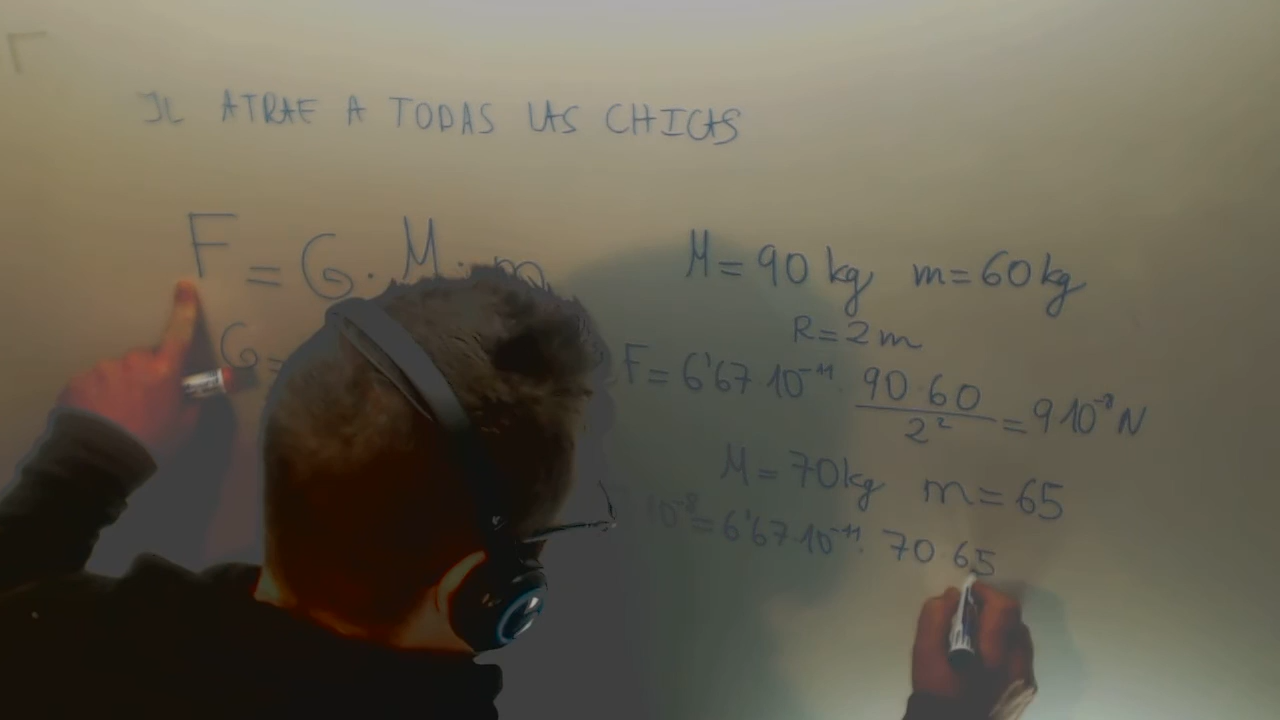 JL ATRAE A TODAS LAS CHICAS
F = G · M · m
G =
M = 90 kg m = 60 kg
R = 2 m
F = 6'67·10⁻¹¹· 90·60 / 2² = 9·10⁻⁸ N
M = 70 kg m = 65
10⁻⁸ = 6'67·10⁻¹¹· 70·65